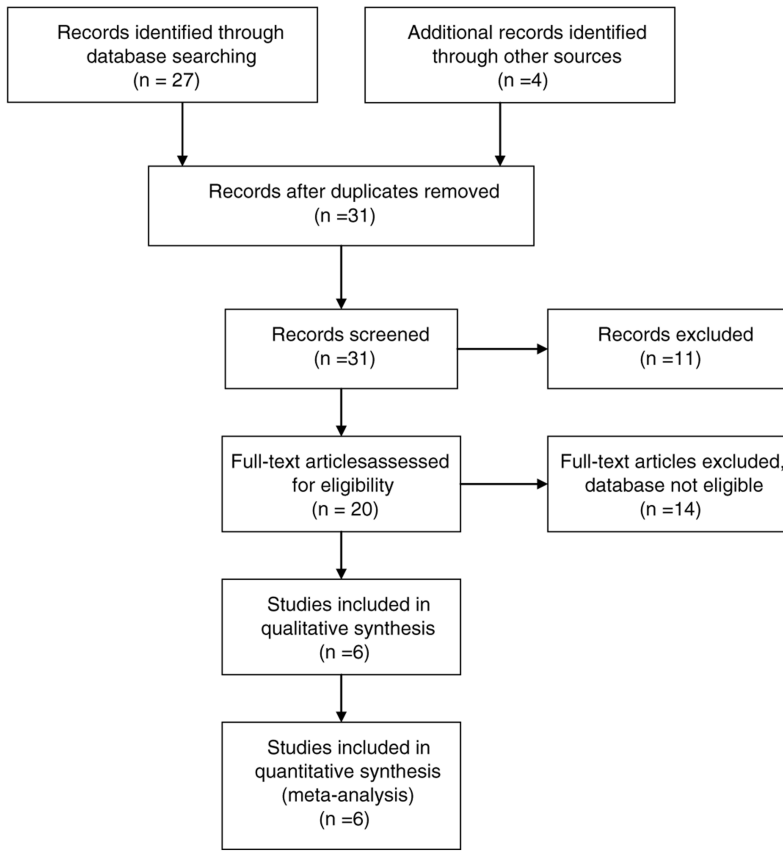 Records identified through
database searching
(n = 27)
Additional records identified
through other sources
(n =4)
Records after duplicates removed
(n =31)
Records screened
(n =31)
Records excluded
(n =11)
Full-text articlesassessed
for eligibility
(n = 20)
Full-text articles excluded,
database not eligible
(n =14)
Studies included in
qualitative synthesis
(n =6)
Studies included in
quantitative synthesis
(meta-analysis)
(n =6)